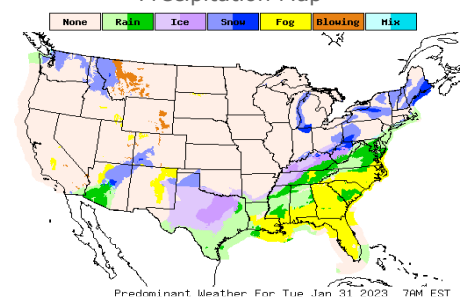 Precipitation Map
None Rain Ice Snow Fog Blowing Mix
Predominant Weather For Tue Jan 31 2023 7AM EST